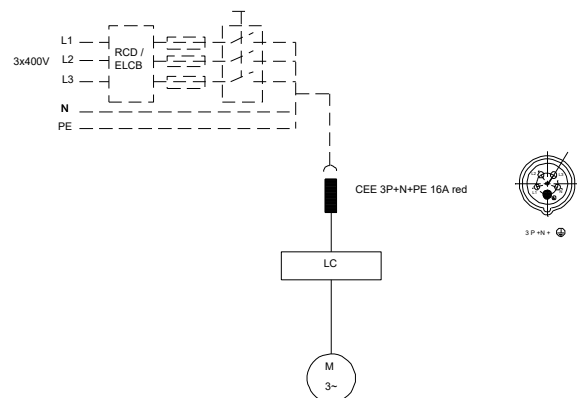 L1
RCD /
ELCB
3x400V
L2
L3
N
PE
CEE 3P+N+PE 16A red
3 P +N +
LC
M
3~